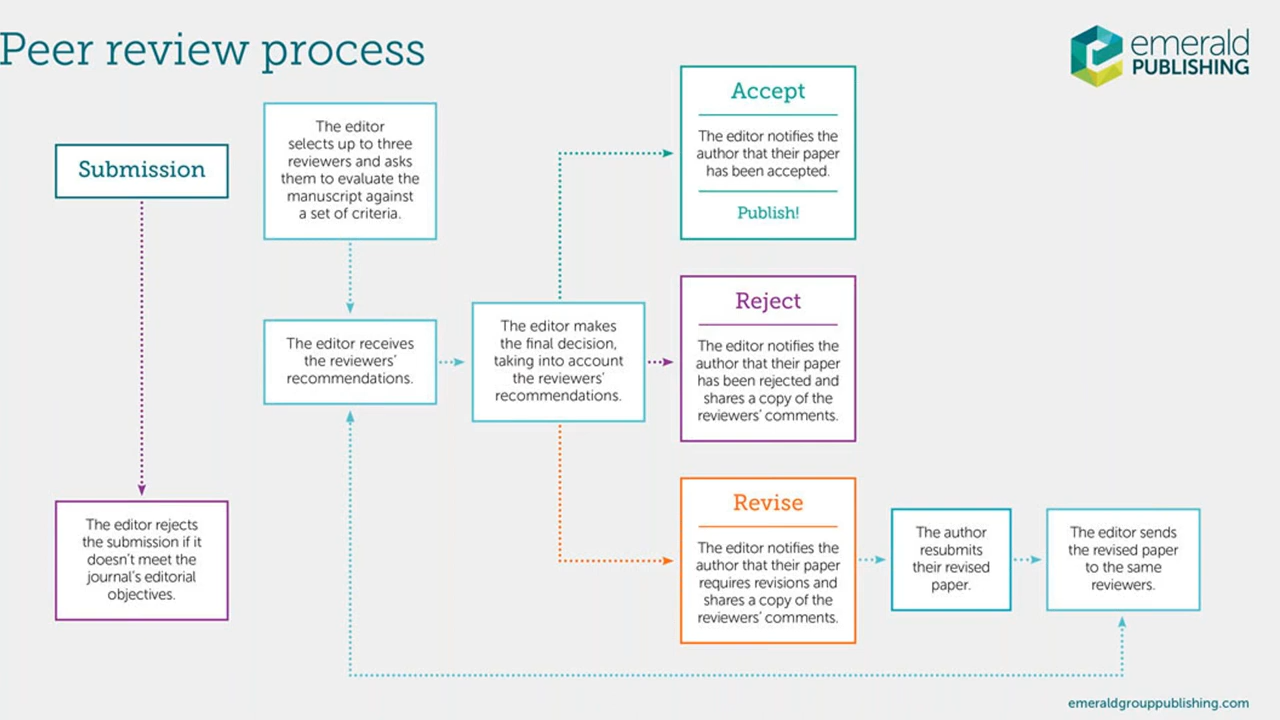 Peer review process
emerald
PUBLISHING
Submission
The editor
selects up to three
reviewers and asks
them to evaluate the
manuscript against
a set of criteria.
Accept
The editor notifies the
author that their paper
has been accepted.
Publish!
The editor receives
the reviewers'
recommendations.
The editor makes
the final decision,
taking into account
the reviewers'
recommendations.
Reject
The editor notifies the
author that their paper
has been rejected and
shares a copy of the
reviewers' comments.
The editor rejects
the submission if it
doesn't meet the
journal's editorial
objectives.
Revise
The editor notifies the
author that their paper
requires revisions and
shares a copy of the
reviewers' comments.
The author
resubmits
their revised
paper.
The editor sends
the revised paper
to the same
reviewers.
emeraldgrouppublishing.com